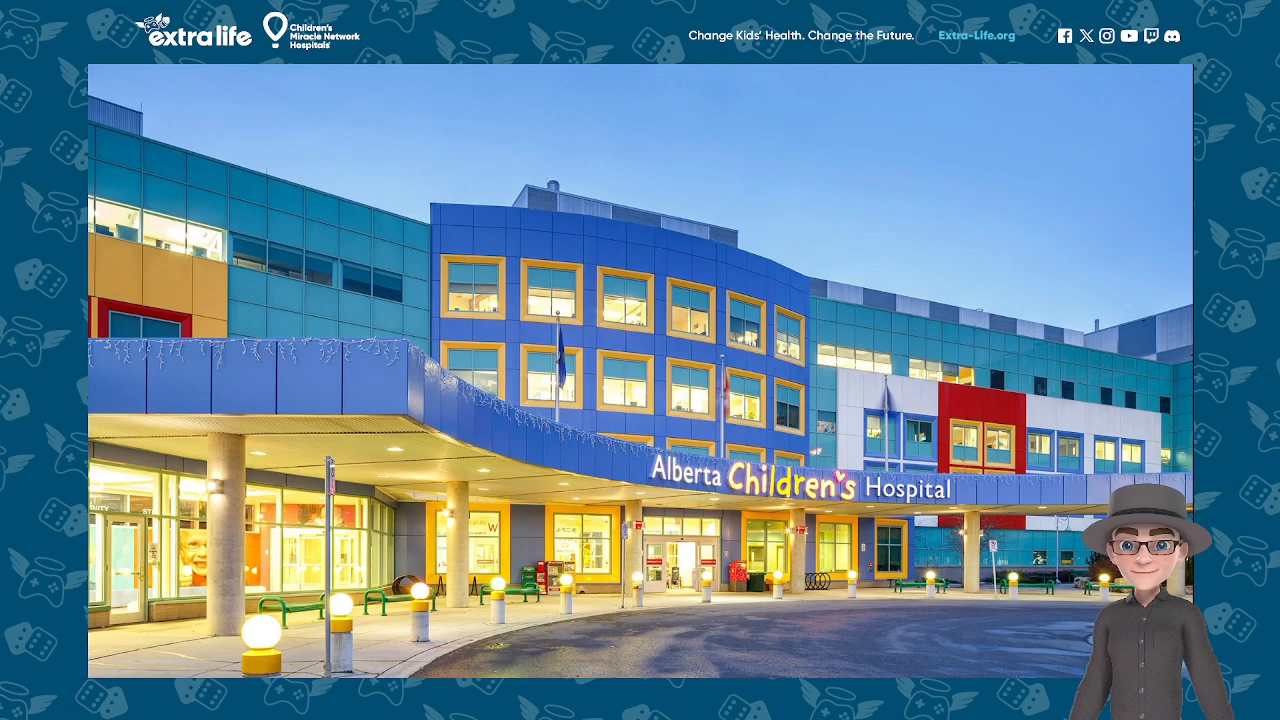 extra life
Children's
Miracle Network
Hospitals
Change Kids' Health. Change the Future.
Extra-Life.org
Alberta Children's Hospital